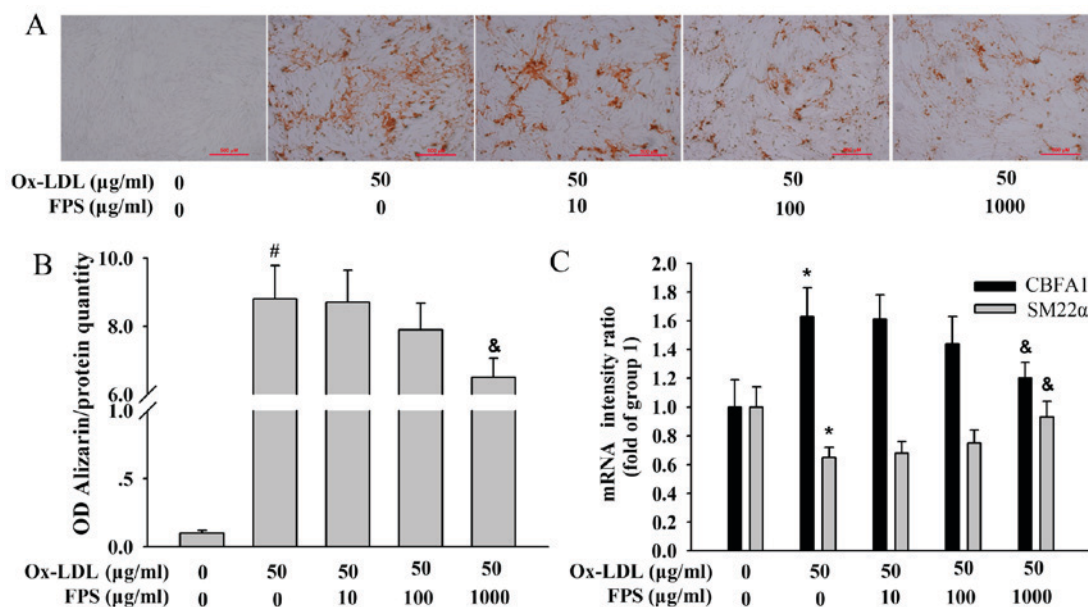 A
Ox-LDL (µg/ml) 0 50 50 50 50
FPS (µg/ml) 0 0 10 100 1000
B
OD Alizarin/protein quantity
10.0
8.0
6.0
1.0
.5
0.0
#
&
Ox-LDL (µg/ml) 0 50 50 50 50
FPS (µg/ml) 0 0 10 100 1000
C
mRNA intensity ratio
(fold of group 1)
2.0
1.8
1.6
1.4
1.2
1.0
0.8
0.6
0.4
0.2
0.0
CBFA1
SM22α
*
*
&
&
Ox-LDL (µg/ml) 0 50 50 50 50
FPS (µg/ml) 0 0 10 100 1000